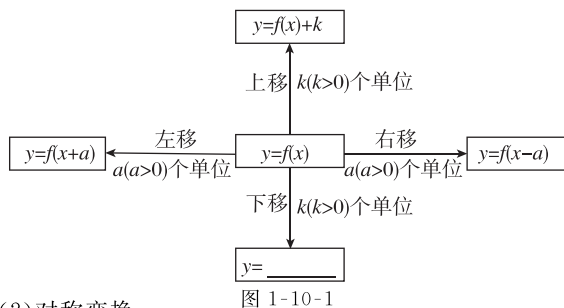 y=f(x)+k
上移 k(k>0)个单位
左移
右移
y=f(x+a)
y=f(x)
y=f(x−a)
a(a>0)个单位
a(a>0)个单位
下移 k(k>0)个单位
y=______
图 1-10-1
对称变换